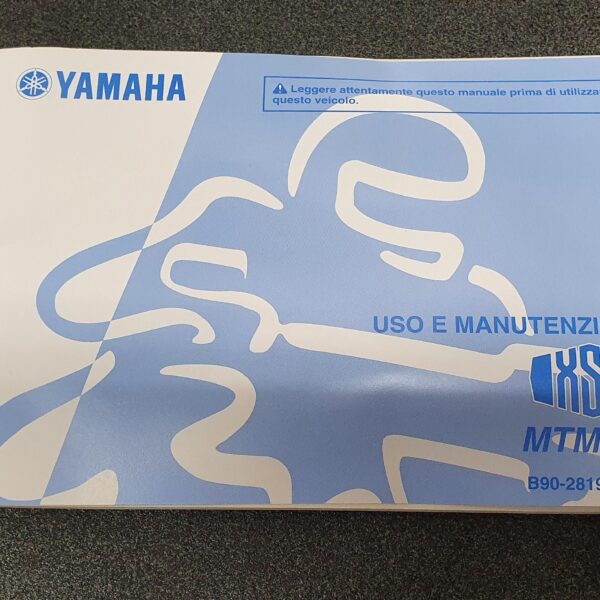 YAMAHA
⚠ Leggere attentamente questo manuale prima di utilizza
questo veicolo.
USO E MANUTENZI
XS
MTM
B90-2819